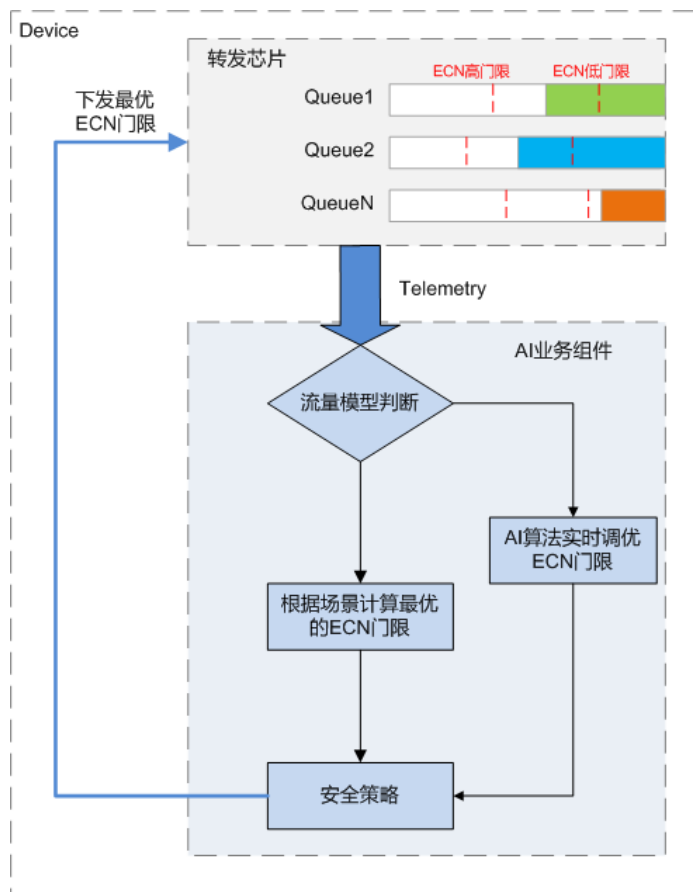 Device
转发芯片
ECN高门限
ECN低门限
Queue1
下发最优
ECN门限
Queue2
QueueN
Telemetry
AI业务组件
流量模型判断
AI算法实时调优
ECN门限
根据场景计算最优
的ECN门限
安全策略